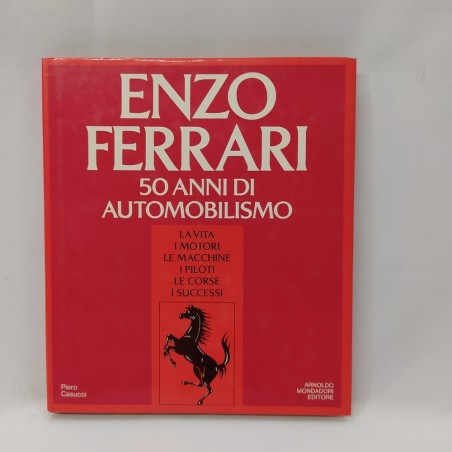 ENZO
FERRARI
50 ANNI DI
AUTOMOBILISMO
LA VITA
I MOTORI
LE MACCHINE
I PILOTI
LE CORSE
I SUCCESSI
Piero
Casucci
ARNOLDO
MONDADORI
EDITORE